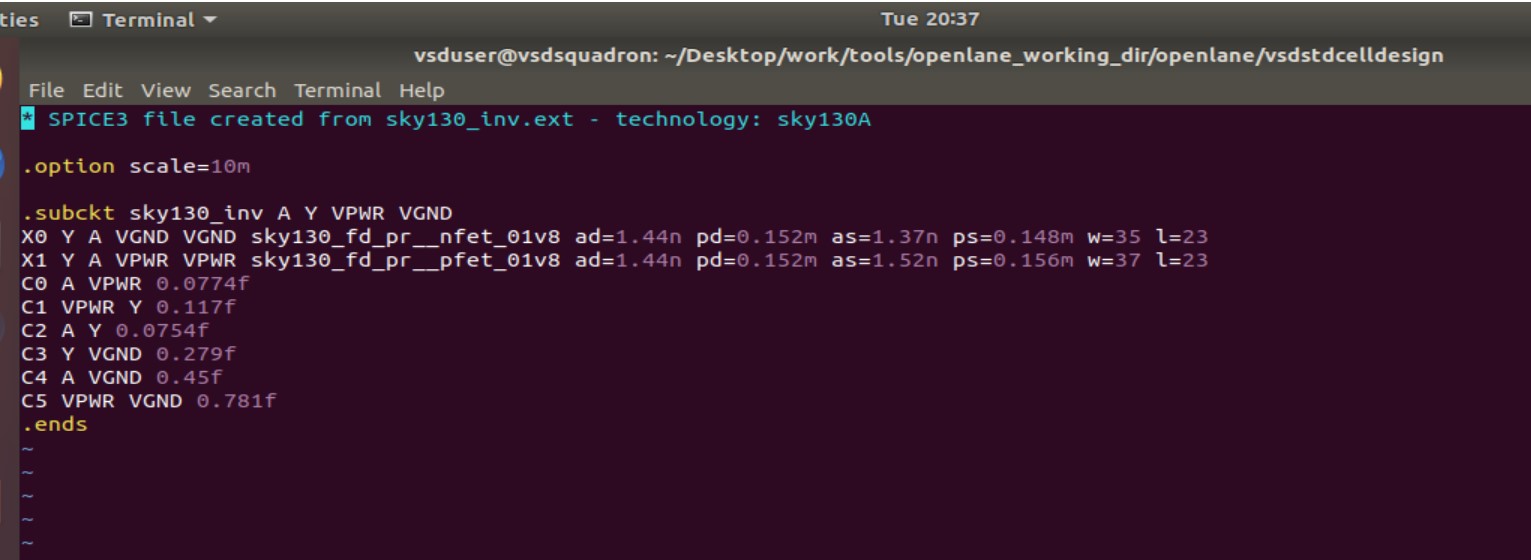 ties Terminal Tue 20:37
vsduser@vsdsquadron: ~/Desktop/work/tools/openlane_working_dir/openlane/vsdstdcelldesign
File Edit View Search Terminal Help
* SPICE3 file created from sky130_inv.ext - technology: sky130A
.option scale=10m
.subckt sky130_inv A Y VPWR VGND
X0 Y A VGND VGND sky130_fd_pr__nfet_01v8 ad=1.44n pd=0.152m as=1.37n ps=0.148m w=35 l=23
X1 Y A VPWR VPWR sky130_fd_pr__pfet_01v8 ad=1.44n pd=0.152m as=1.52n ps=0.156m w=37 l=23
C0 A VPWR 0.0774f
C1 VPWR Y 0.117f
C2 A Y 0.0754f
C3 Y VGND 0.279f
C4 A VGND 0.45f
C5 VPWR VGND 0.781f
.ends
~
~
~
~
~